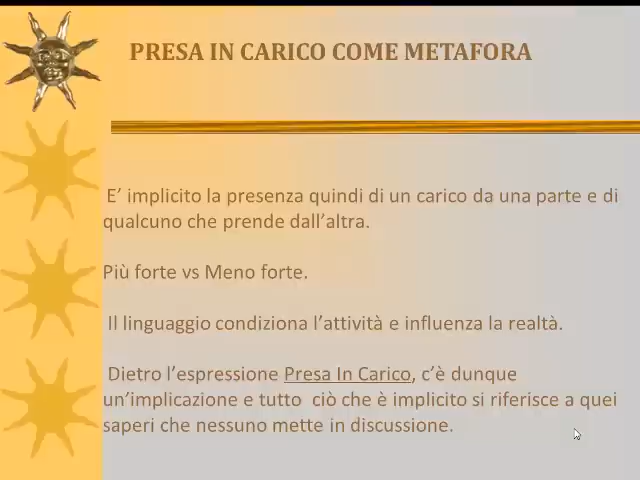 PRESA IN CARICO COME METAFORA
E’ implicito la presenza quindi di un carico da una parte e di
qualcuno che prende dall’altra.
Più forte vs Meno forte.
Il linguaggio condiziona l’attività e influenza la realtà.
Dietro l’espressione Presa In Carico, c’è dunque
un’implicazione e tutto ciò che è implicito si riferisce a quei
saperi che nessuno mette in discussione.